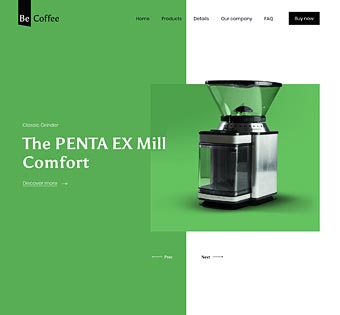 Be Coffee
Home Products Details Our company FAQ Buy now
Classic Grinder
The PENTA EX Mill
Comfort
Discover more
Prev Next